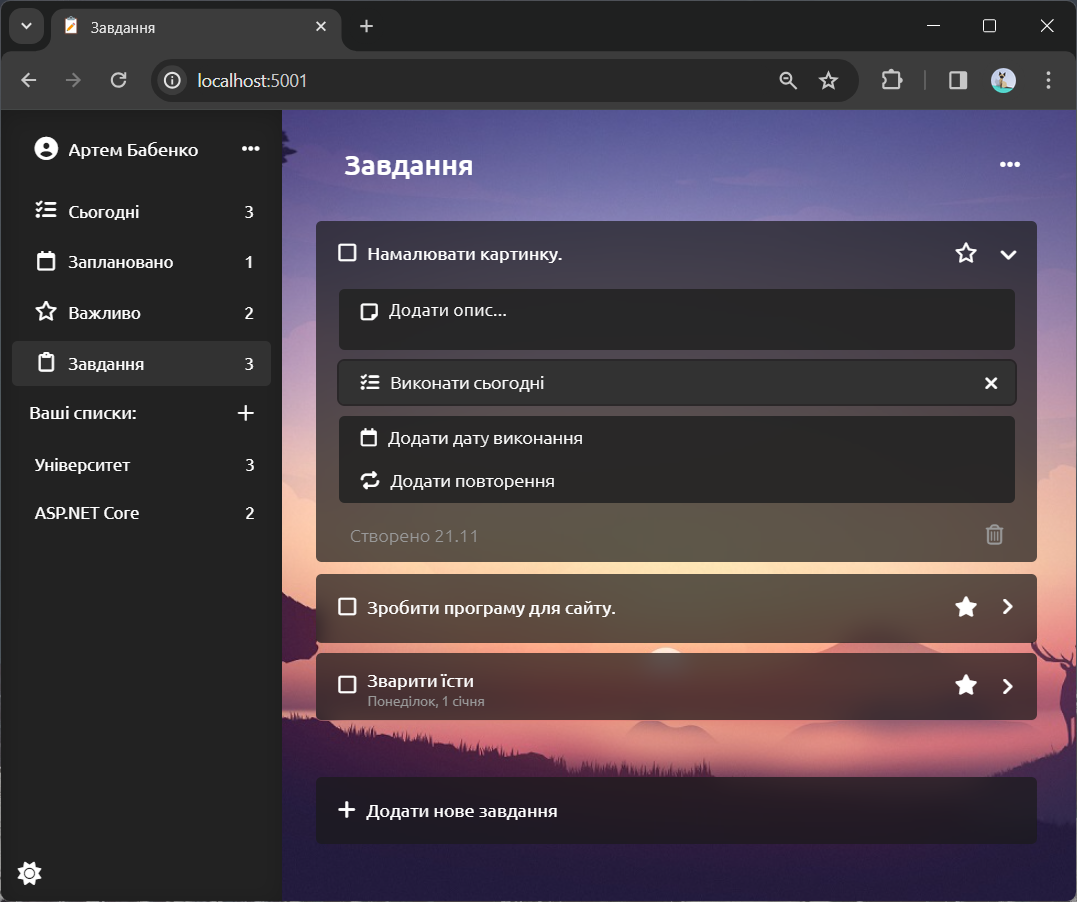 Завдання
localhost:5001
Артем Бабенко
Сьогодні 3
Заплановано 1
Важливо 2
Завдання 3
Ваші списки:
Університет 3
ASP.NET Core 2
Завдання
Намалювати картинку.
Додати опис...
Виконати сьогодні
Додати дату виконання
Додати повторення
Створено 21.11
Зробити програму для сайту.
Зварити їсти
Понеділок, 1 січня
Додати нове завдання